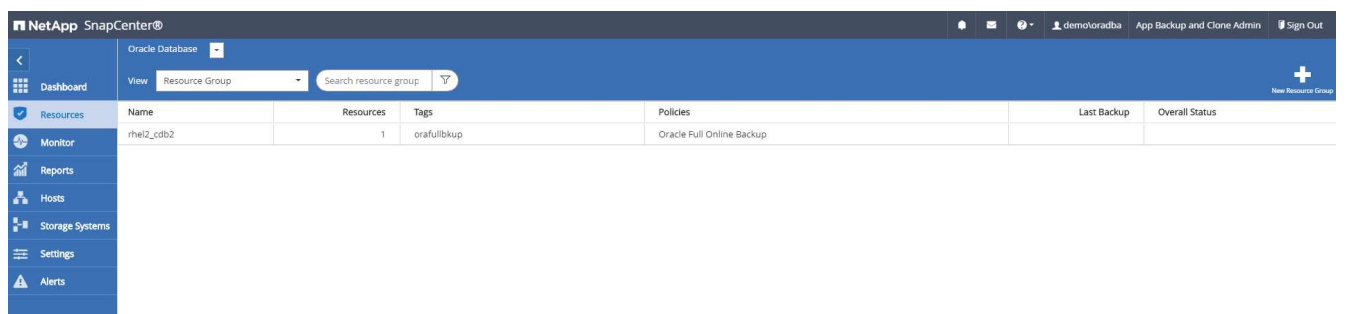 NetApp SnapCenter®
demo\oradba App Backup and Clone Admin Sign Out
Oracle Database
View Resource Group Search resource group
New Resource Group
Dashboard
Resources
Monitor
Reports
Hosts
Storage Systems
Settings
Alerts
Name Resources Tags Policies Last Backup Overall Status
rhel2_cdb2 1 orafullbkup Oracle Full Online Backup